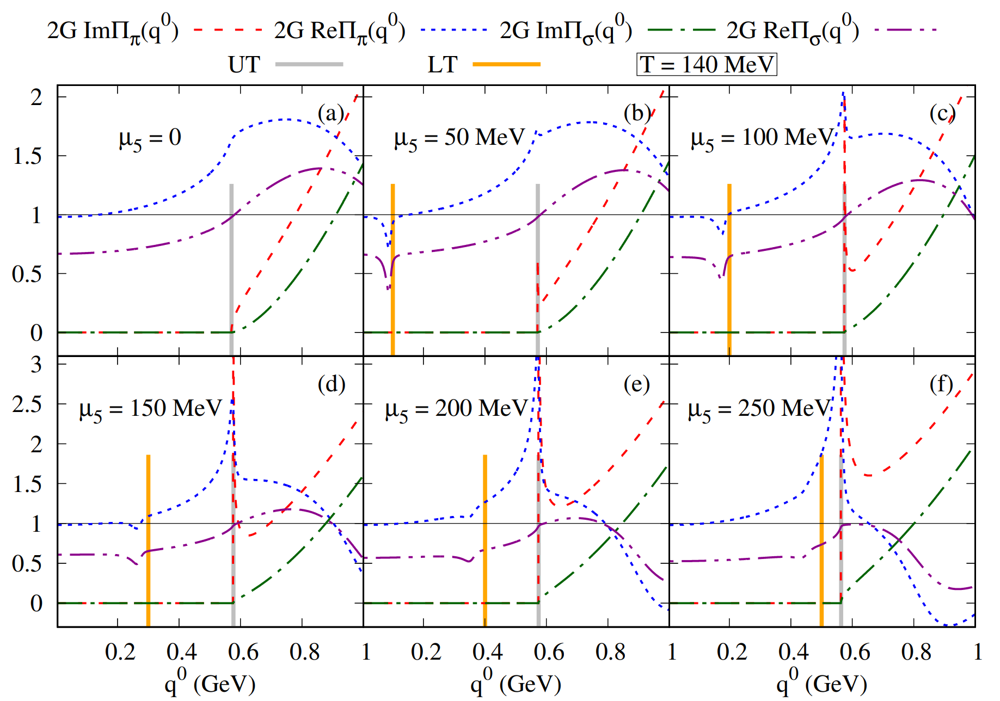 2G ImΠπ(q⁰) 2G ReΠπ(q⁰) 2G ImΠσ(q⁰) 2G ReΠσ(q⁰)
UT LT T = 140 MeV
(a) (b) (c)
μ₅ = 0 μ₅ = 50 MeV μ₅ = 100 MeV
2
1.5
1
0.5
0
(d) (e) (f)
μ₅ = 150 MeV μ₅ = 200 MeV μ₅ = 250 MeV
3
2.5
2
1.5
1
0.5
0
0.2 0.4 0.6 0.8 1 0.2 0.4 0.6 0.8 1 0.2 0.4 0.6 0.8 1
q⁰ (GeV) q⁰ (GeV) q⁰ (GeV)